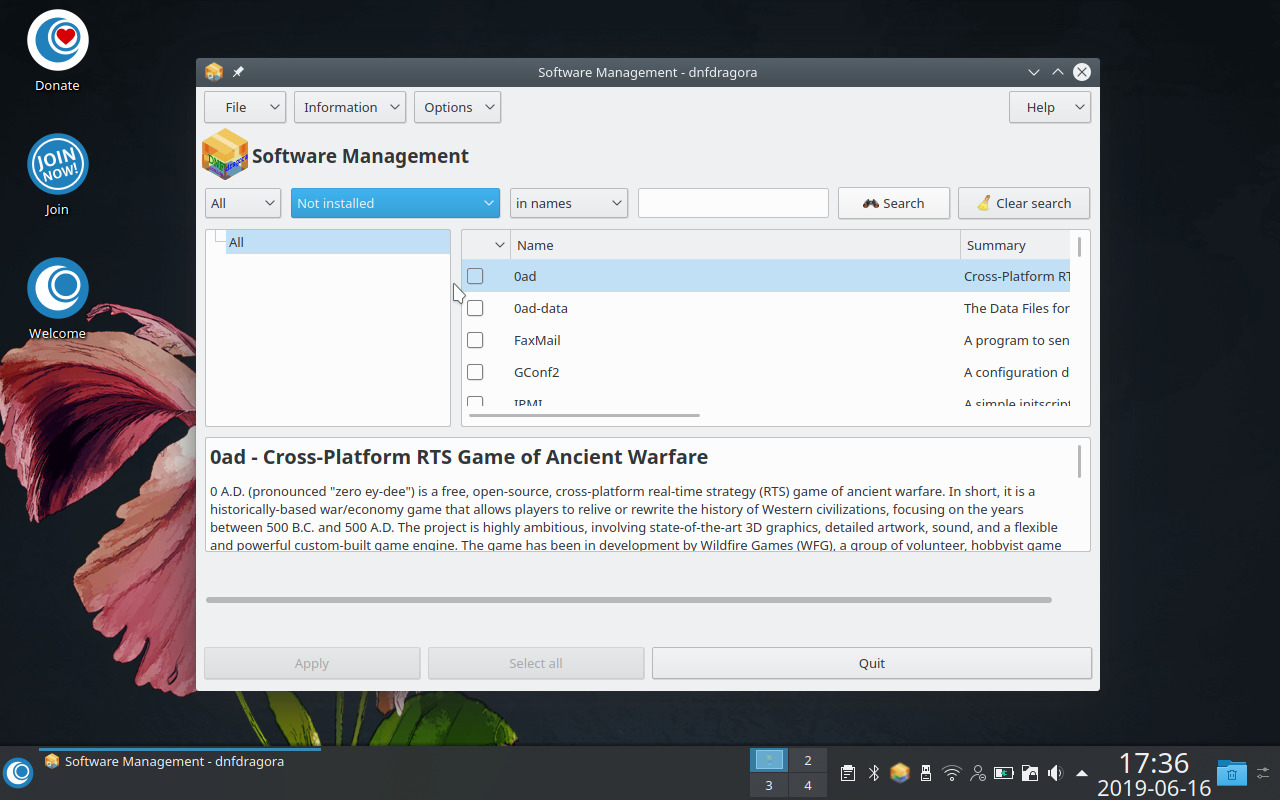 Donate
JOIN
NOW!
Join
Welcome
Software Management - dnfdragora
File
Information
Options
Help
Software Management
All
Not installed
in names
Search
Clear search
All
Name
Summary
0ad
Cross-Platform RT
0ad-data
The Data Files for
FaxMail
A program to sen
GConf2
A configuration d
IPMI
A simple initscript
0ad - Cross-Platform RTS Game of Ancient Warfare
0 A.D. (pronounced "zero ey-dee") is a free, open-source, cross-platform real-time strategy (RTS) game of ancient warfare. In short, it is a
historically-based war/economy game that allows players to relive or rewrite the history of Western civilizations, focusing on the years
between 500 B.C. and 500 A.D. The project is highly ambitious, involving state-of-the-art 3D graphics, detailed artwork, sound, and a flexible
and powerful custom-built game engine. The game has been in development by Wildfire Games (WFG), a group of volunteer, hobbyist game
Apply
Select all
Quit
Software Management - dnfdragora
2
3
4
17:36
2019-06-16